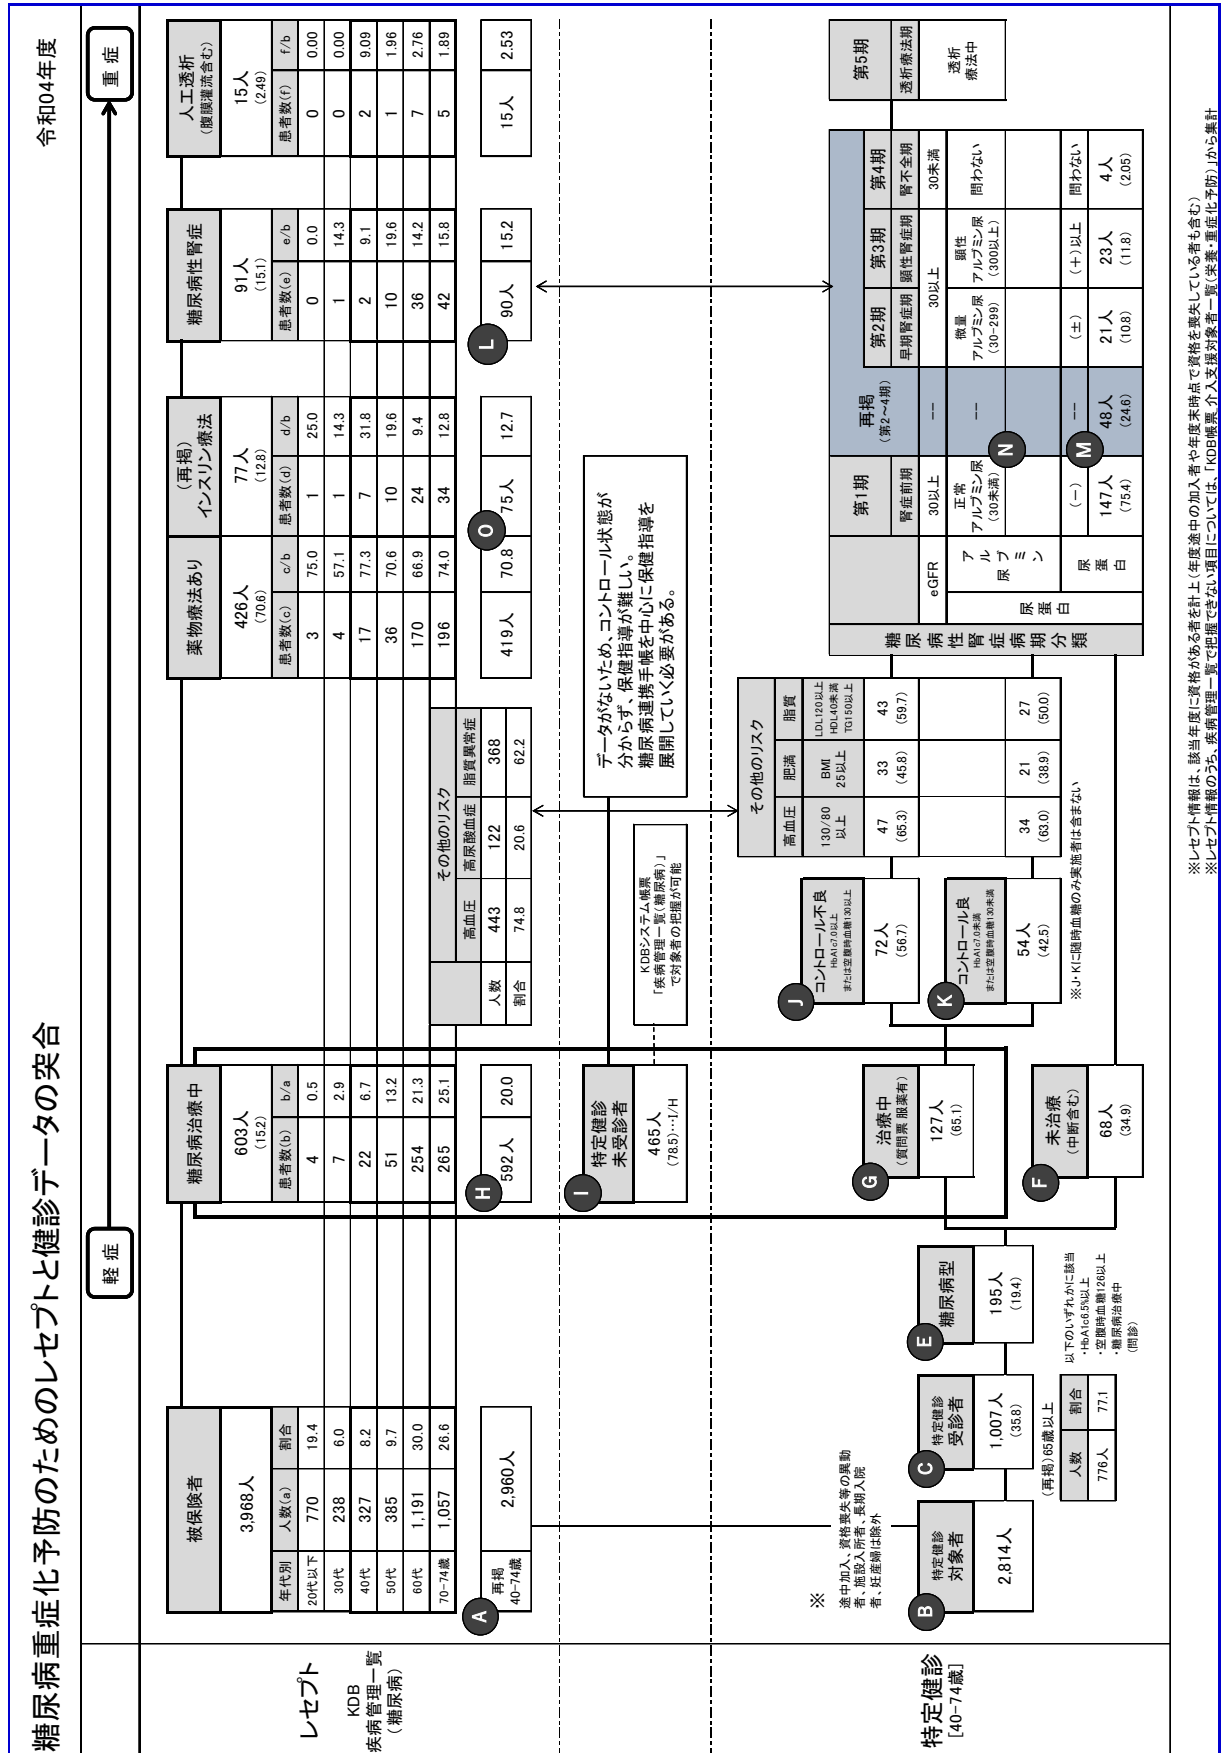 糖尿病重症化予防のためのレセプトと健診データの突合
令和04年度
軽症
重症
レセプト
KDB
疾病管理一覧
（糖尿病）
被保険者
3,968人
年代別 人数(a) 割合
20代以下 770 19.4
30代 238 6.0
40代 327 8.2
50代 385 9.7
60代 1,191 30.0
70-74歳 1,057 26.6
A
再掲
40-74歳
2,960人
糖尿病治療中
603人
(15.2)
患者数(b) b/a
4 0.5
7 2.9
22 6.7
51 13.2
254 21.3
265 25.1
H
592人 20.0
その他のリスク
高血圧 高尿酸血症 脂質異常症
人数 443 122 368
割合 74.8 20.6 62.2
薬物療法あり
426人
(70.6)
患者数(c) c/b
3 75.0
4 57.1
17 77.3
36 70.6
170 66.9
196 74.0
419人 70.8
（再掲）
インスリン療法
77人
(12.8)
患者数(d) d/b
1 25.0
1 14.3
7 31.8
10 19.6
24 9.4
34 12.8
O
75人 12.7
糖尿病性腎症
91人
(15.1)
患者数(e) e/b
0 0.0
1 14.3
2 9.1
10 19.6
36 14.2
42 15.8
L
90人 15.2
人工透析
（腹膜灌流含む）
15人
(2.49)
患者数(f) f/b
0 0.00
0 0.00
2 9.09
1 1.96
7 2.76
5 1.89
15人 2.53
I
特定健診
未受診者
465人
(78.5)…I/H
KDBシステム帳票
「疾病管理一覧（糖尿病）」
で対象者の把握が可能
データがないため、コントロール状態が
分からず、保健指導が難しい。
糖尿病連携手帳を中心に保健指導を
展開していく必要がある。
特定健診
[40-74歳]
※
途中加入、資格喪失等の異動
者、施設入所者、長期入院
者、妊産婦は除外
B
特定健診
対象者
2,814人
C
特定健診
受診者
1,007人
(35.8)
（再掲）65歳以上
人数 割合
776人 77.1
E
糖尿病型
195人
(19.4)
以下のいずれかに該当
・HbA1c6.5%以上
・空腹時血糖126以上
・糖尿病治療中
（問診）
G
治療中
（質問票 服薬有）
127人
(65.1)
F
未治療
（中断含む）
68人
(34.9)
J
コントロール不良
HbA1c7.0以上
または空腹時血糖130以上
72人
(56.7)
K
コントロール良
HbA1c7.0未満
または空腹時血糖130未満
54人
(42.5)
※J・Kに随時血糖のみ実施者は含まない
その他のリスク
高血圧 肥満 脂質
130/80
以上
BMI
25以上
LDL120以上
HDL40未満
TG150以上
47 33 43
(65.3) (45.8) (59.7)
34 21 27
(63.0) (38.9) (50.0)
糖尿病性腎症病期分類
第1期 再掲 第2期 第3期 第4期 第5期
（第2～4期）
腎症前期 早期腎症期 顕性腎症期 腎不全期 透析療法期
eGFR 30以上 -- 30以上 30未満
透析
療法中
尿蛋白
尿アルブミン
正常
アルブミン尿
（30未満）
--
微量
アルブミン尿
（30-299）
顕性
アルブミン尿
（300以上）
問わない
N
尿蛋白
（－） -- （±） （＋）以上 問わない
M
147人 48人 21人 23人 4人
(75.4) (24.6) (10.8) (11.8) (2.05)
※レセプト情報は、該当年度に資格がある者を計上（年度途中の加入者や年度末時点で資格を喪失している者も含む）
※レセプト情報のうち、疾病管理一覧で把握できない項目については、「KDB帳票 介入支援対象者一覧（栄養・重症化予防）」から集計